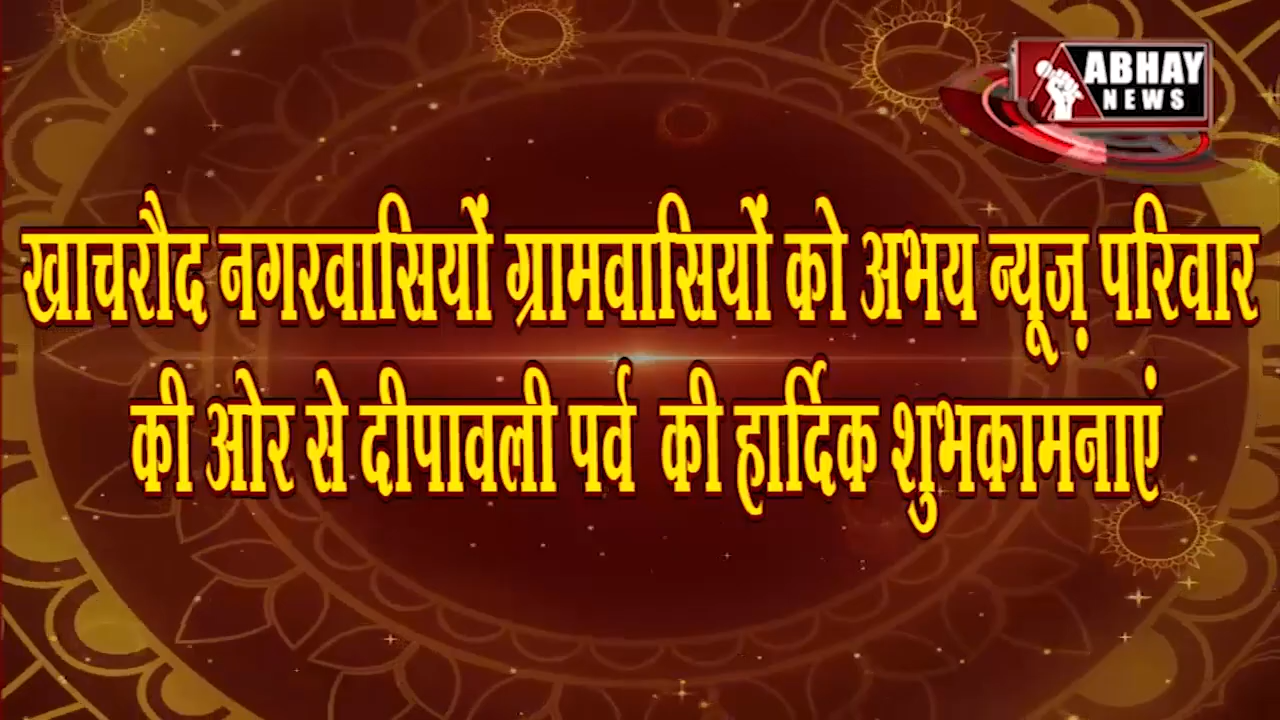 ABHAY
NEWS
खाचरौद नगरवासियों ग्रामवासियों को अभय न्यूज़ परिवार
की ओर से दीपावली पर्व की हार्दिक शुभकामनाएं